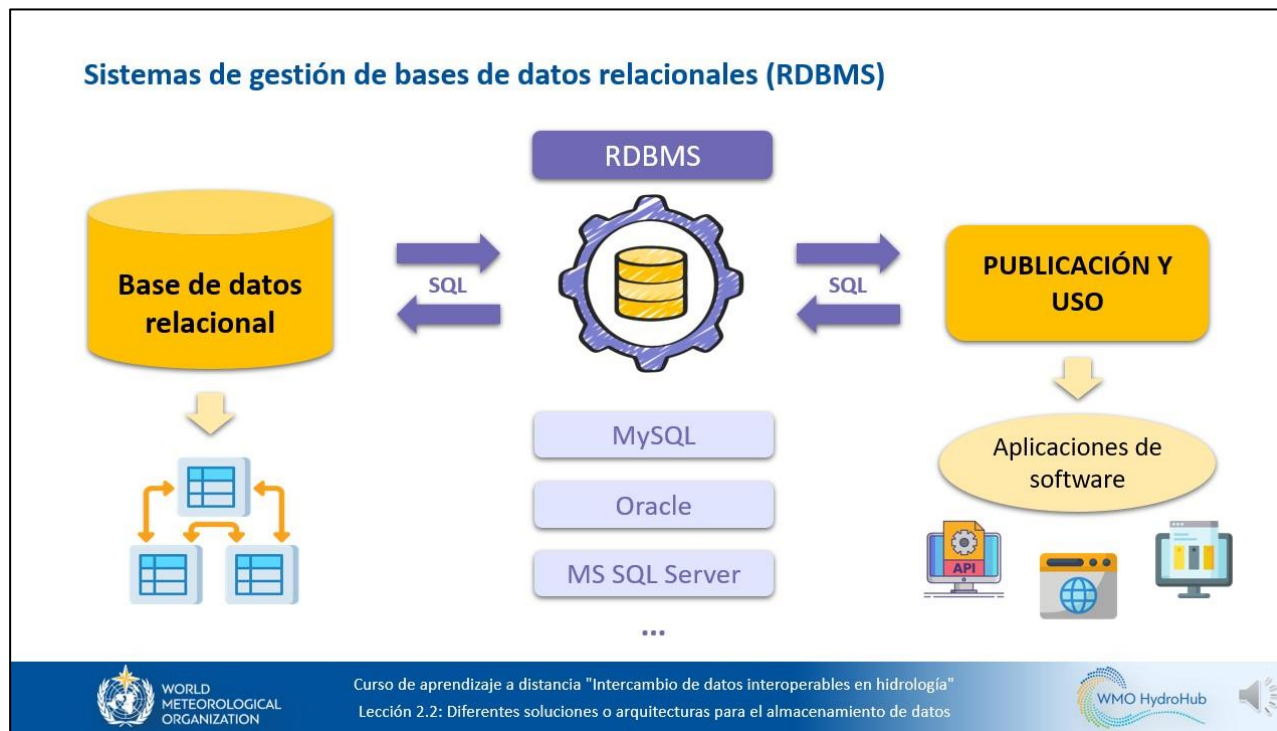 Sistemas de gestión de bases de datos relacionales (RDBMS)
RDBMS
Base de datos
relacional
SQL
SQL
PUBLICACIÓN Y
USO
MySQL
Oracle
MS SQL Server
...
Aplicaciones de
software
API
WORLD
METEOROLOGICAL
ORGANIZATION
Curso de aprendizaje a distancia "Intercambio de datos interoperables en hidrología"
Lección 2.2: Diferentes soluciones o arquitecturas para el almacenamiento de datos
WMO HydroHub